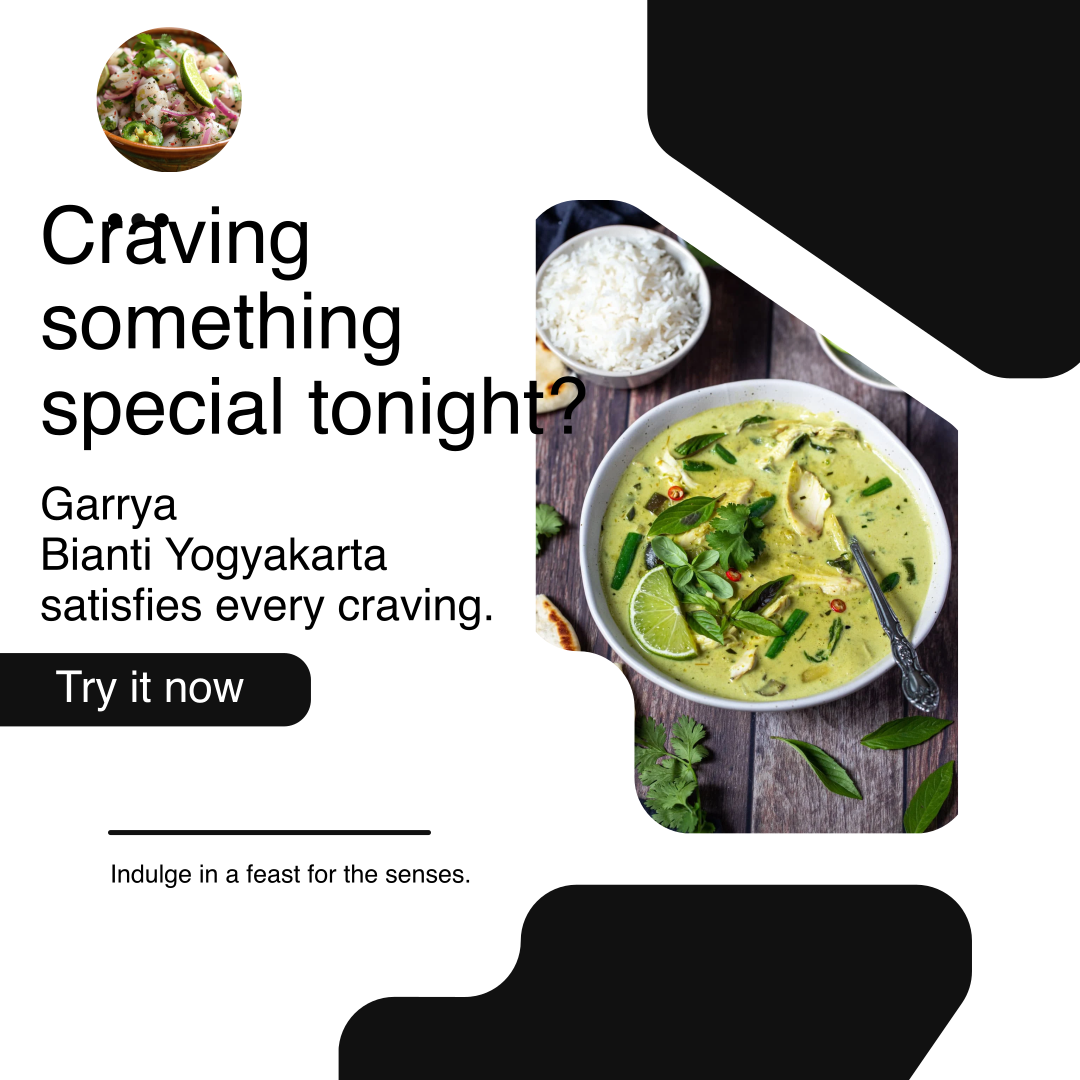 Craving
something
special tonight?
Garrya
Bianti Yogyakarta
satisfies every craving.
Try it now
Indulge in a feast for the senses.